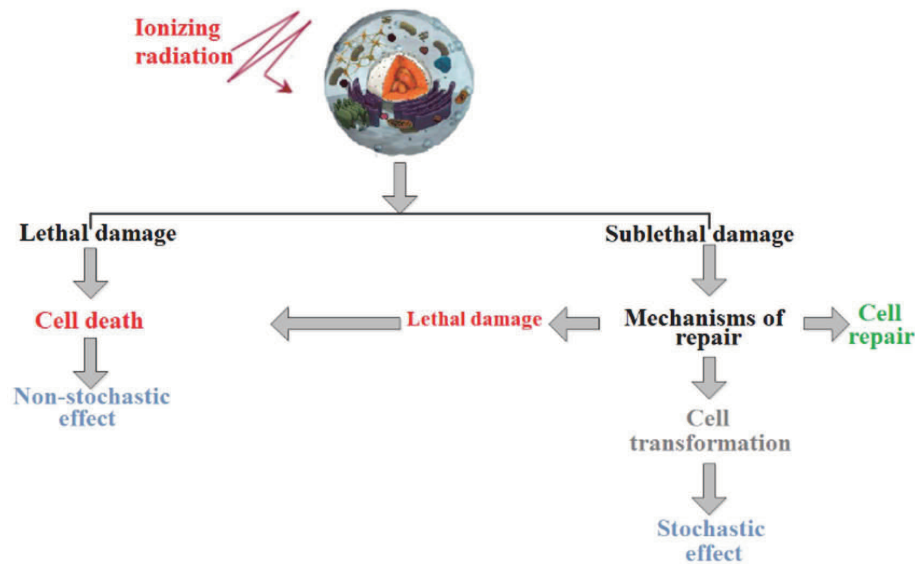 Ionizing
radiation
Lethal damage
Sublethal damage
Cell death
Lethal damage
Mechanisms of
repair
Cell
repair
Non-stochastic
effect
Cell
transformation
Stochastic
effect